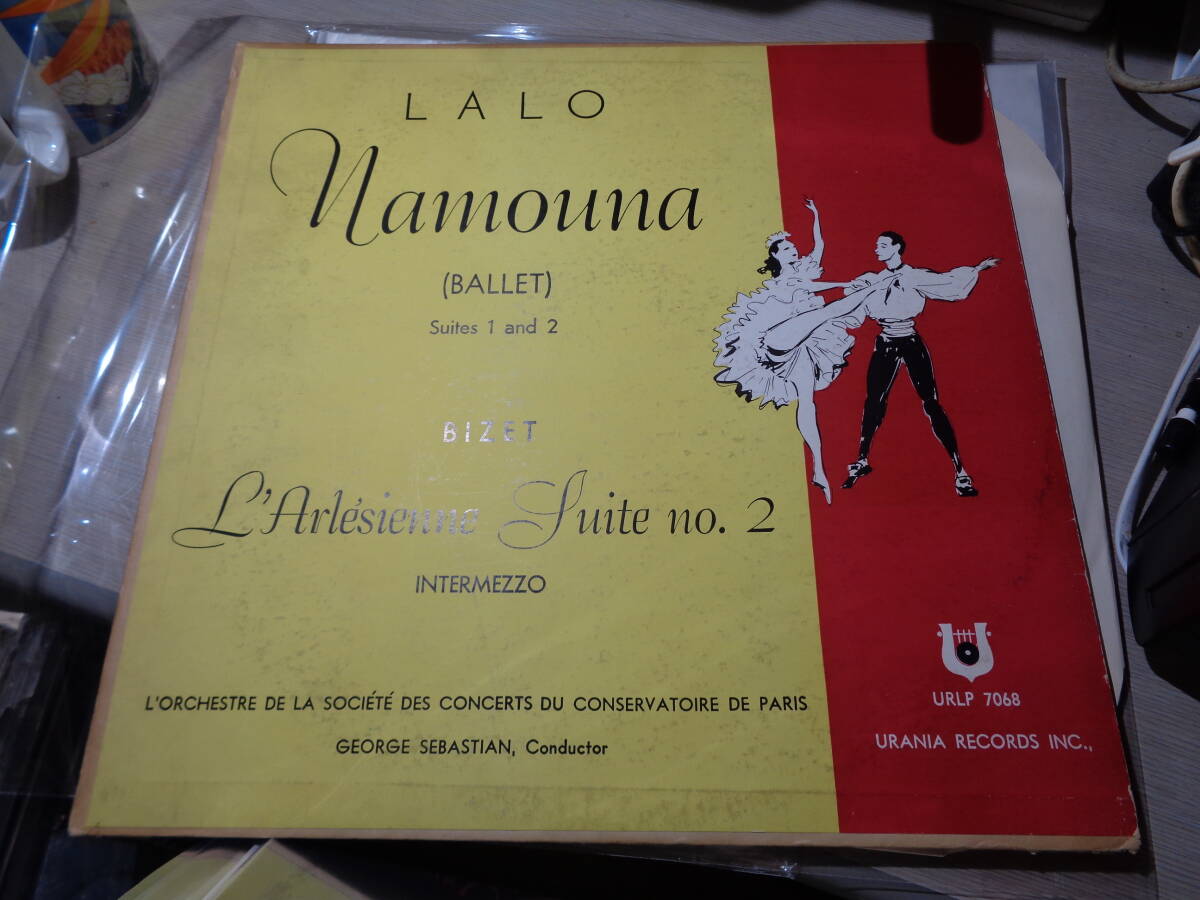 LALO
Namouna
(BALLET)
Suites 1 and 2
BIZET
L'Arlésienne Suite no. 2
INTERMEZZO
L'ORCHESTRE DE LA SOCIÉTÉ DES CONCERTS DU CONSERVATOIRE DE PARIS
GEORGE SEBASTIAN, Conductor
URLP 7068
URANIA RECORDS INC.,